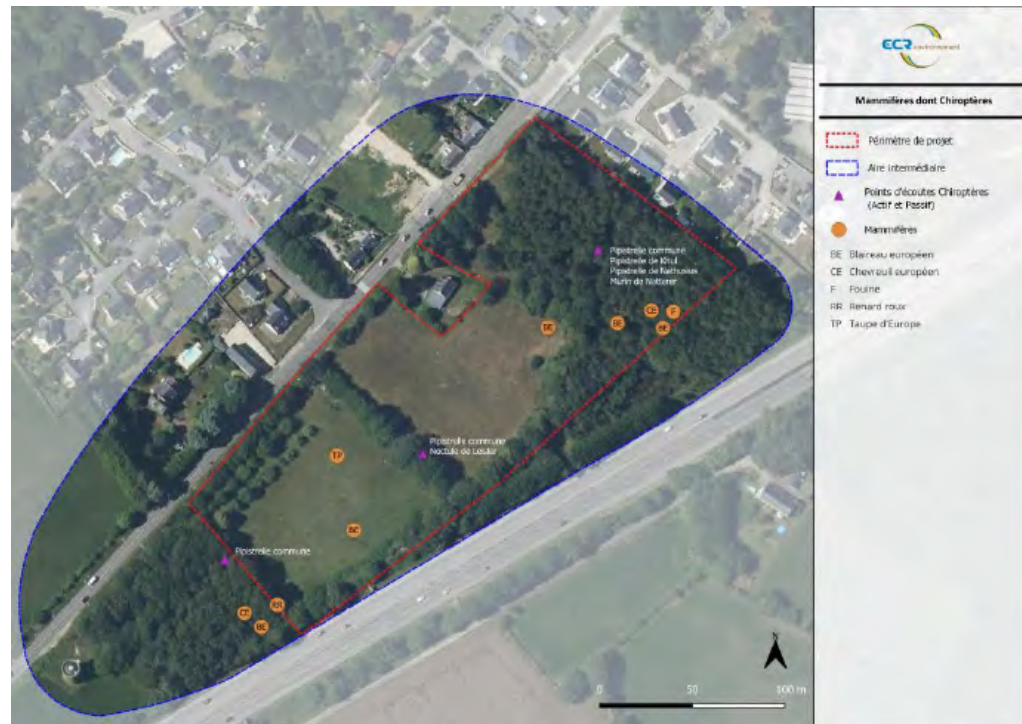 ECR environnement
Mammifères dont Chiroptères
Périmètre de projet
Aire intermédiaire
Points d'écoutes Chiroptères
(Actif et Passif)
Mammifères
BE Blaireau européen
CE Chevreuil européen
F Fouine
RR Renard roux
TP Taupe d'Europe
Pipistrelle commune
Pipistrelle de Khul
Pipistrelle de Nathusius
Murin de Natterer
CE
F
BE
BE
BE
Pipistrelle commune
Noctule de Leisler
TP
BE
Pipistrelle commune
RR
CE
BE
N
0 50 100 m